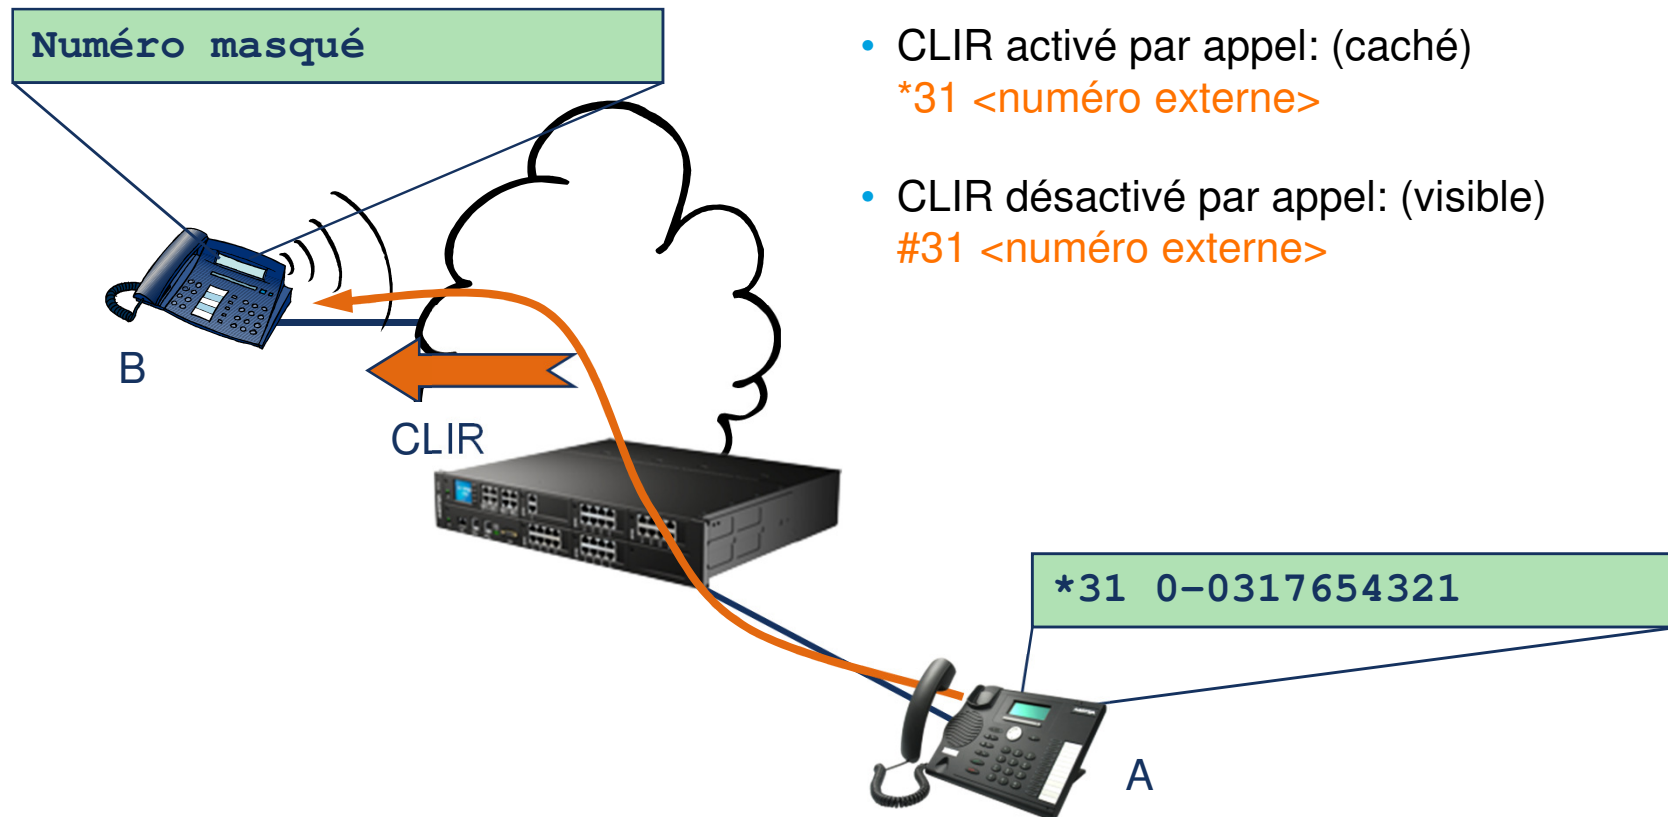 Numéro masqué
• CLIR activé par appel: (caché)
*31 <numéro externe>
• CLIR désactivé par appel: (visible)
#31 <numéro externe>
B
CLIR
*31 0-0317654321
A